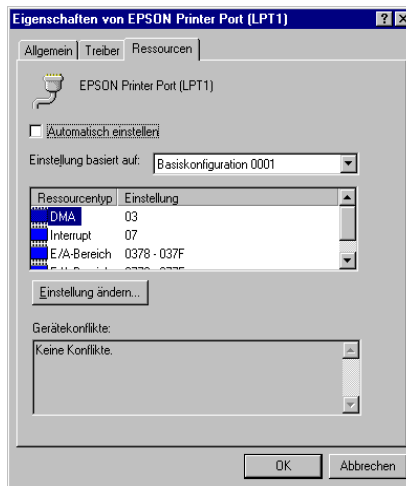 Eigenschaften von EPSON Printer Port (LPT1)
Allgemein Treiber Ressourcen
EPSON Printer Port (LPT1)
Automatisch einstellen
Einstellung basiert auf: Basiskonfiguration 0001
Ressourcentyp Einstellung
DMA 03
Interrupt 07
E/A-Bereich 0378 - 037F
Einstellung ändern...
Gerätekonflikte:
Keine Konflikte.
OK Abbrechen